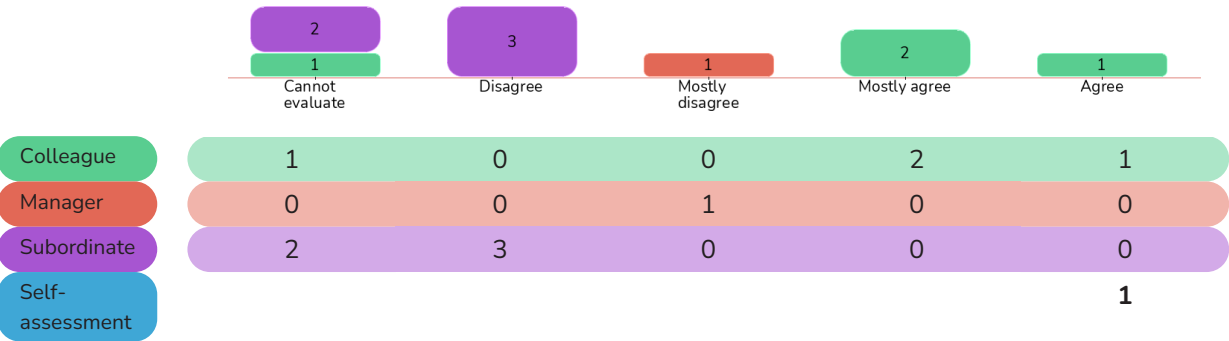 2
3
1
1
2
1
Cannot
evaluate
Disagree
Mostly
disagree
Mostly agree
Agree
Colleague 1 0 0 2 1
Manager 0 0 1 0 0
Subordinate 2 3 0 0 0
Self-
assessment
1